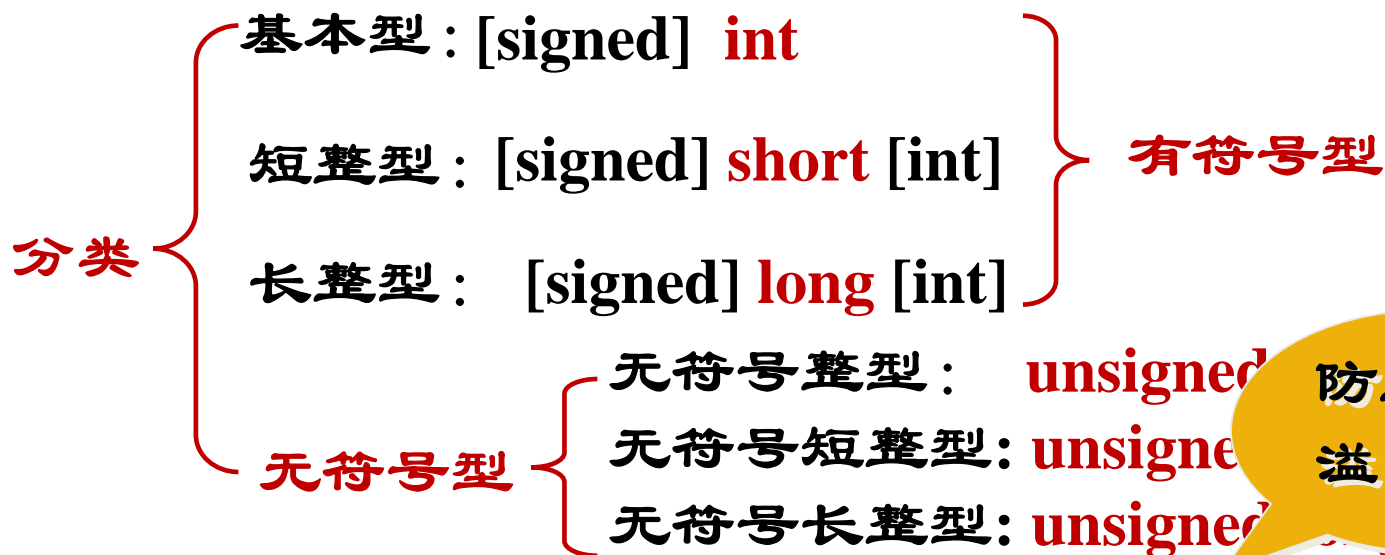 基本型：[signed] int
短整型：[signed] short [int]
有符号型
长整型： [signed] long [int]
分类
无符号型
无符号整型： unsigned
无符号短整型: unsigne
无符号长整型: unsigned
防
溢